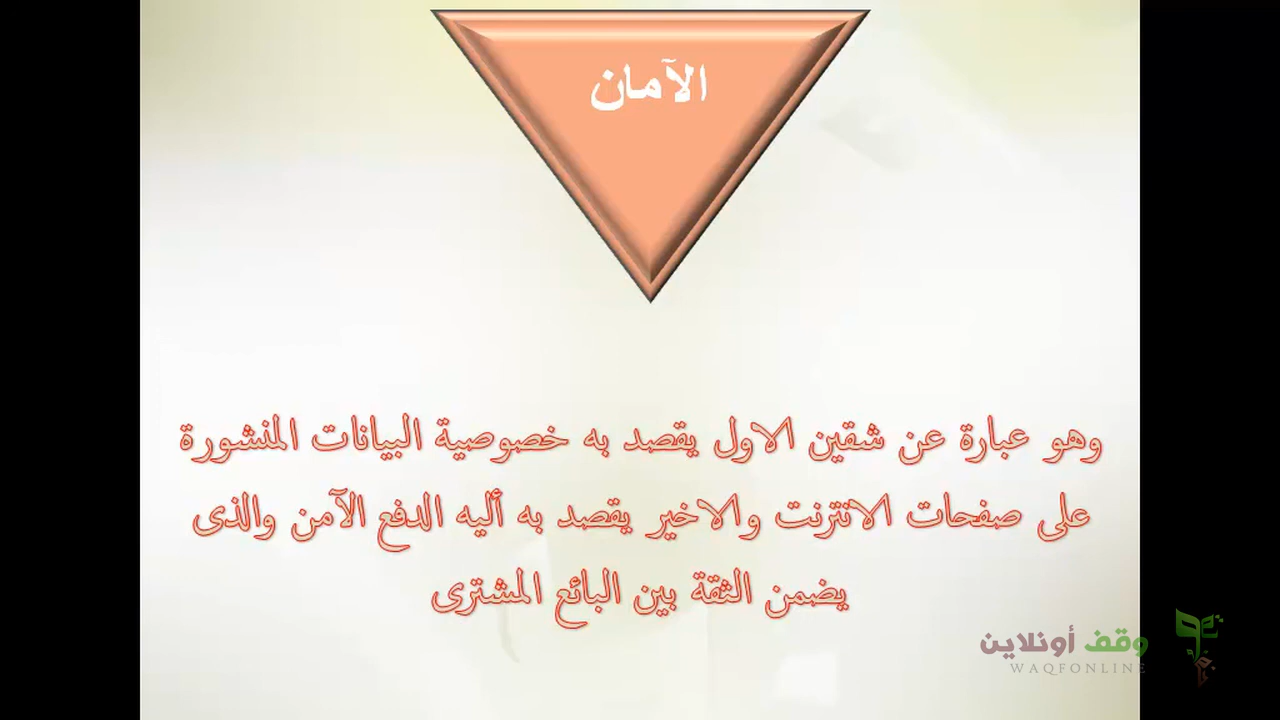 الآمان
وهو عبارة عن شقين الاول يقصد به خصوصية البيانات المنشورة
على صفحات الانترنت والاخير يقصد به أليه الدفع الآمن والذى
يضمن الثقة بين البائع المشترى
وقف أونلاين
WAQFONLINE